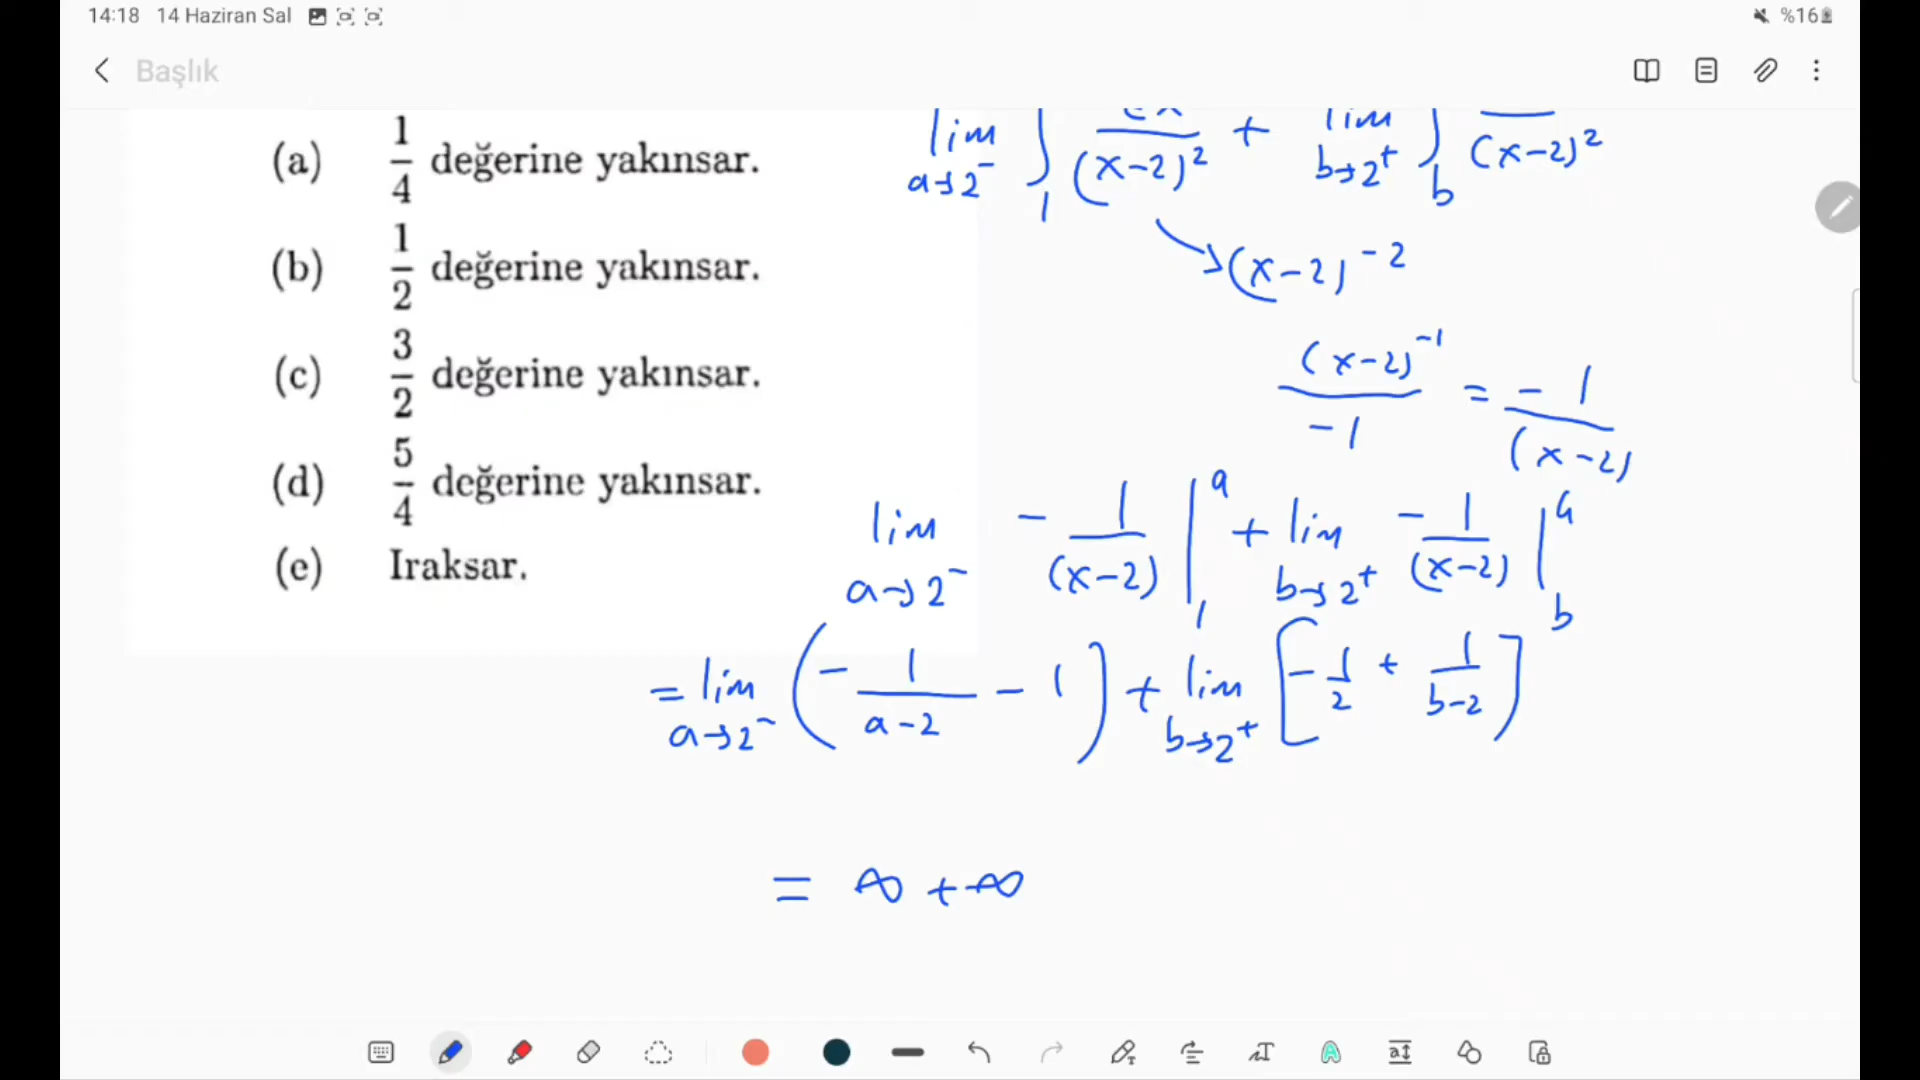 14:18 14 Haziran Sal
%16
Başlık
(a) 1/4 değerine yakınsar.
(b) 1/2 değerine yakınsar.
(c) 3/2 değerine yakınsar.
(d) 5/4 değerine yakınsar.
(e) Iraksar.
lim a→2⁻ ∫ 1 (x-2)² + lim b→2⁺ ∫ b (x-2)²
(x-2)⁻²
(x-2)⁻¹/-1 = -1/(x-2)
lim a→2⁻ -1/(x-2) |₁ᵃ + lim b→2⁺ -1/(x-2) |_b^4
= lim a→2⁻ (-1/(a-2) - 1) + lim b→2⁺ [-1/2 + 1/(b-2)]
= ∞ + ∞